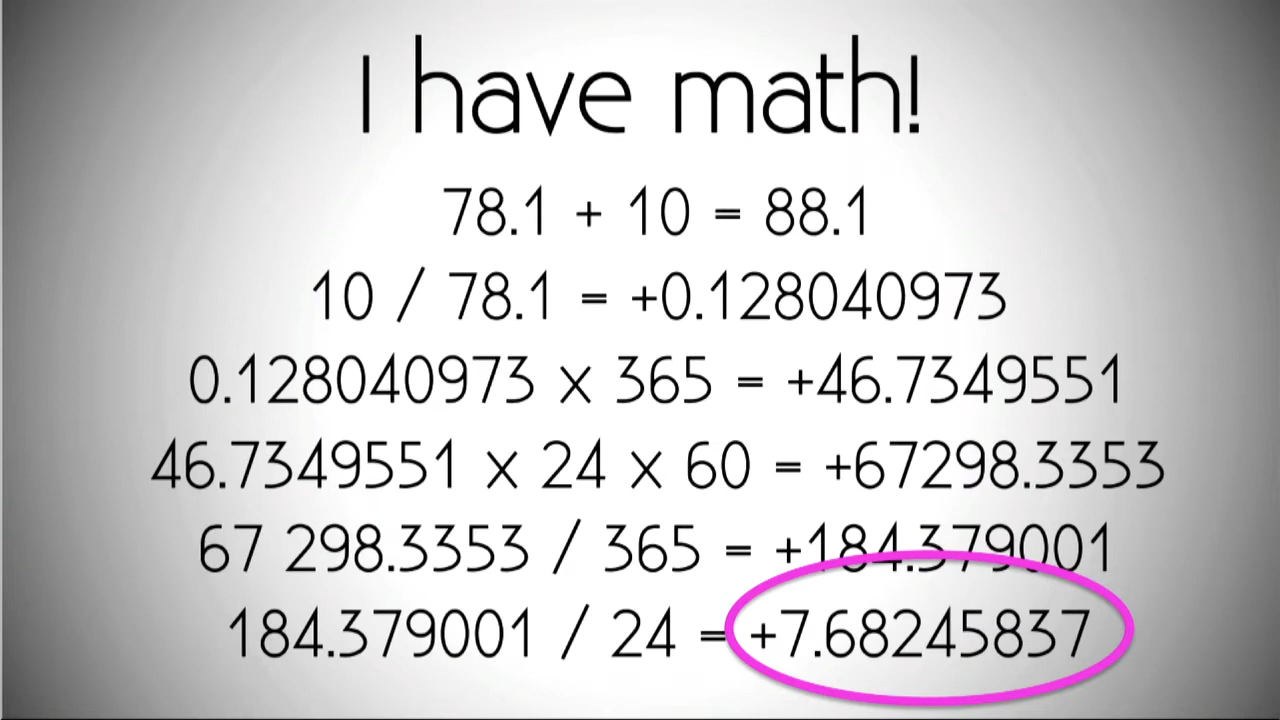 I have math!
78.1 + 10 = 88.1
10 / 78.1 = +0.128040973
0.128040973 x 365 = +46.7349551
46.7349551 x 24 x 60 = +67298.3353
67 298.3353 / 365 = +184.379001
184.379001 / 24 = +7.68245837